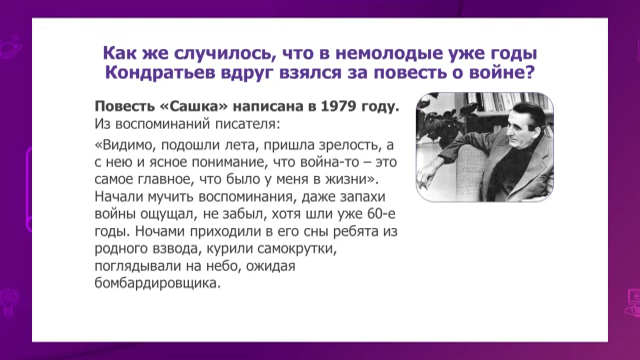 Как же случилось, что в немолодые уже годы
Кондратьев вдруг взялся за повесть о войне?
Повесть «Сашка» написана в 1979 году.
Из воспоминаний писателя:
«Видимо, подошли лета, пришла зрелость, а
с нею и ясное понимание, что война-то – это
самое главное, что было у меня в жизни».
Начали мучить воспоминания, даже запахи
войны ощущал, не забыл, хотя шли уже 60-е
годы. Ночами приходили в его сны ребята из
родного взвода, курили самокрутки,
поглядывали на небо, ожидая
бомбардировщика.